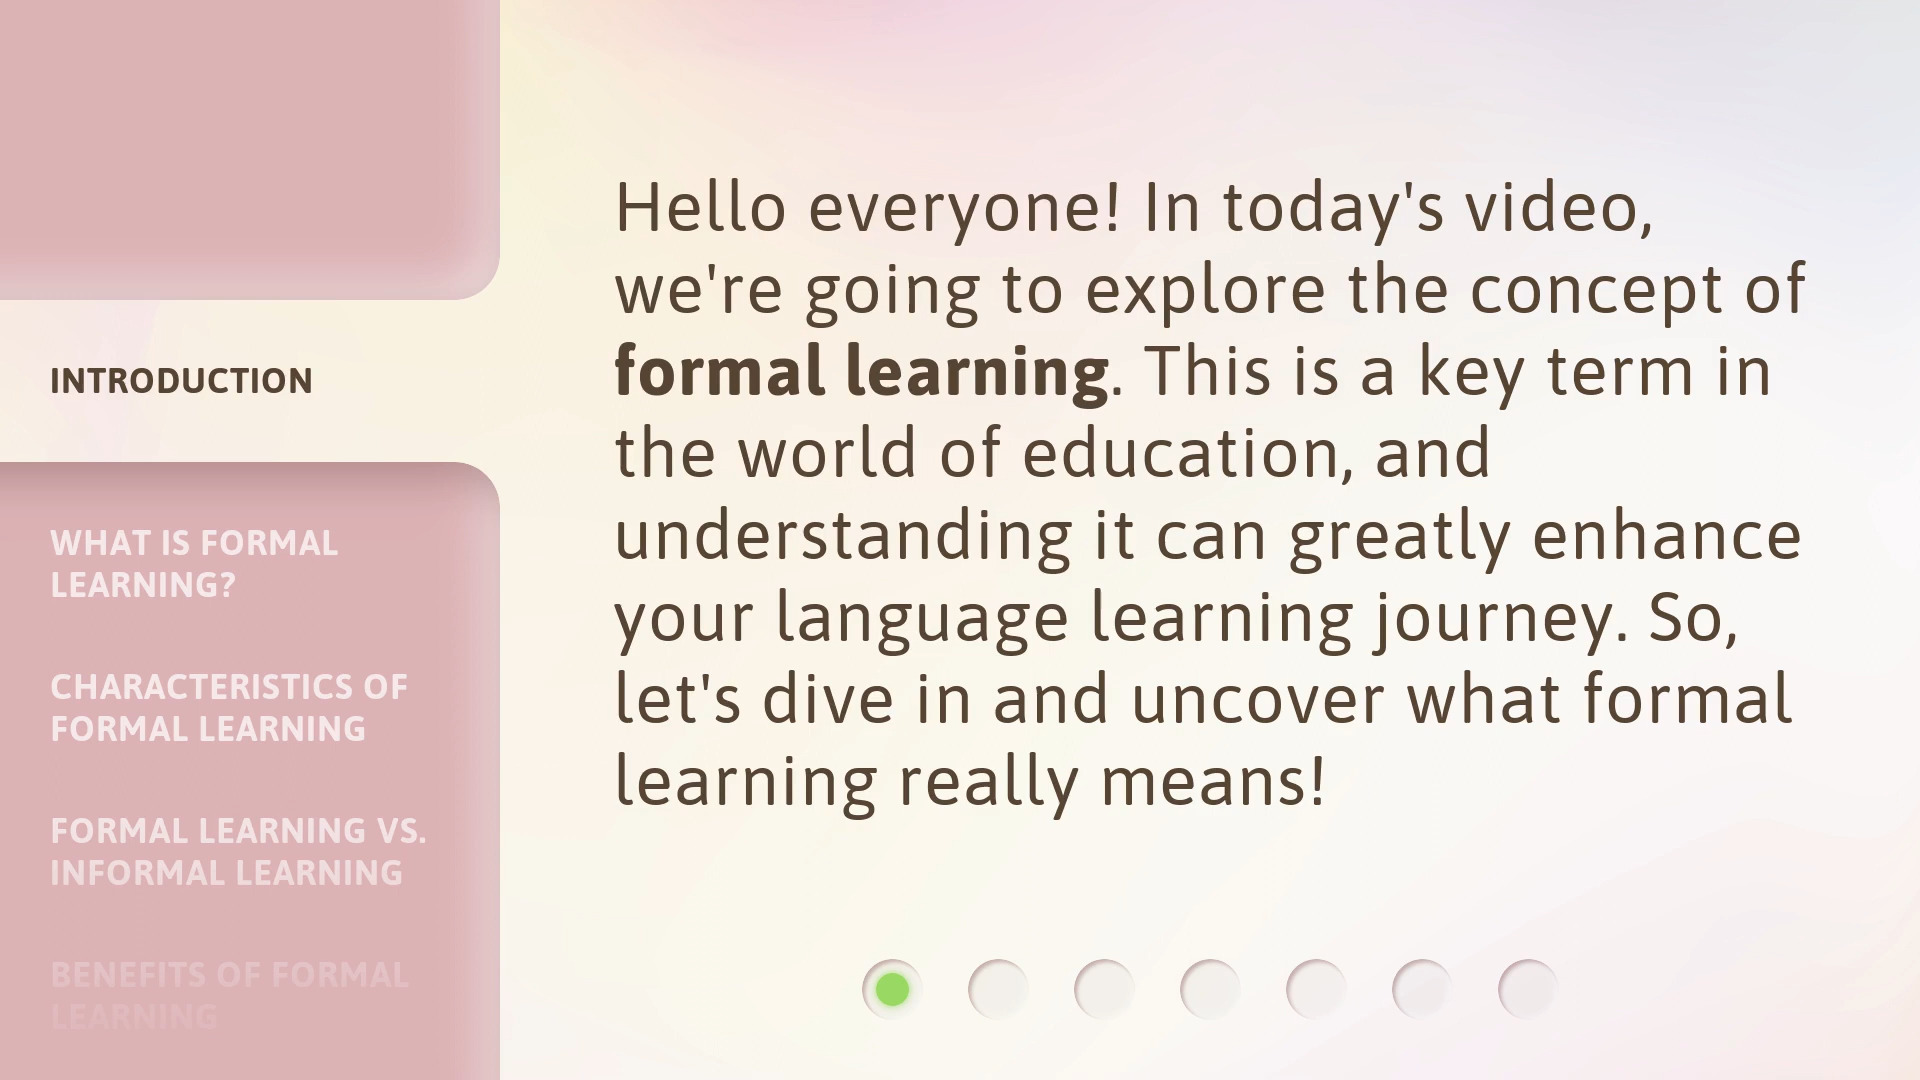 INTRODUCTION
WHAT IS FORMAL
LEARNING?
CHARACTERISTICS OF
FORMAL LEARNING
FORMAL LEARNING VS.
INFORMAL LEARNING
BENEFITS OF FORMAL
LEARNING
Hello everyone! In today's video,
we're going to explore the concept of
formal learning. This is a key term in
the world of education, and
understanding it can greatly enhance
your language learning journey. So,
let's dive in and uncover what formal
learning really means!